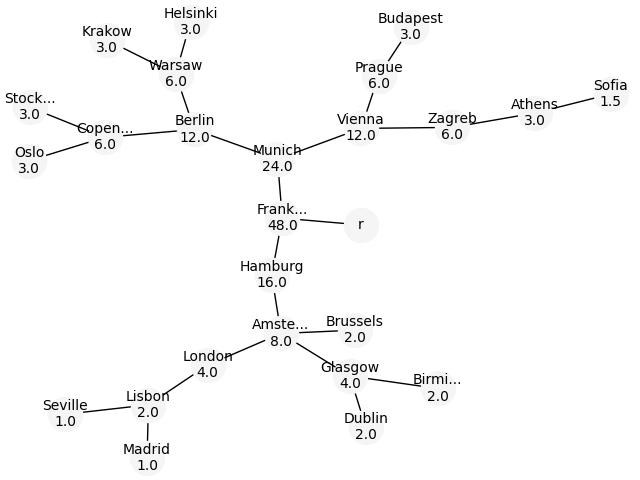 Helsinki
3.0
Krakow
3.0
Budapest
3.0
Warsaw
6.0
Prague
6.0
Sofia
1.5
Stock...
3.0
Athens
3.0
Copen...
6.0
Berlin
12.0
Vienna
12.0
Zagreb
6.0
Oslo
3.0
Munich
24.0
Frank...
48.0
r
Hamburg
16.0
Amste...
8.0
Brussels
2.0
London
4.0
Glasgow
4.0
Birmi...
2.0
Lisbon
2.0
Seville
1.0
Dublin
2.0
Madrid
1.0